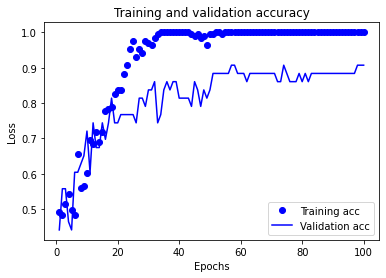 Training and validation accuracy
1.0
0.9
0.8
0.7
0.6
0.5
Loss
0
20
40
60
80
100
Epochs
Training acc
Validation acc